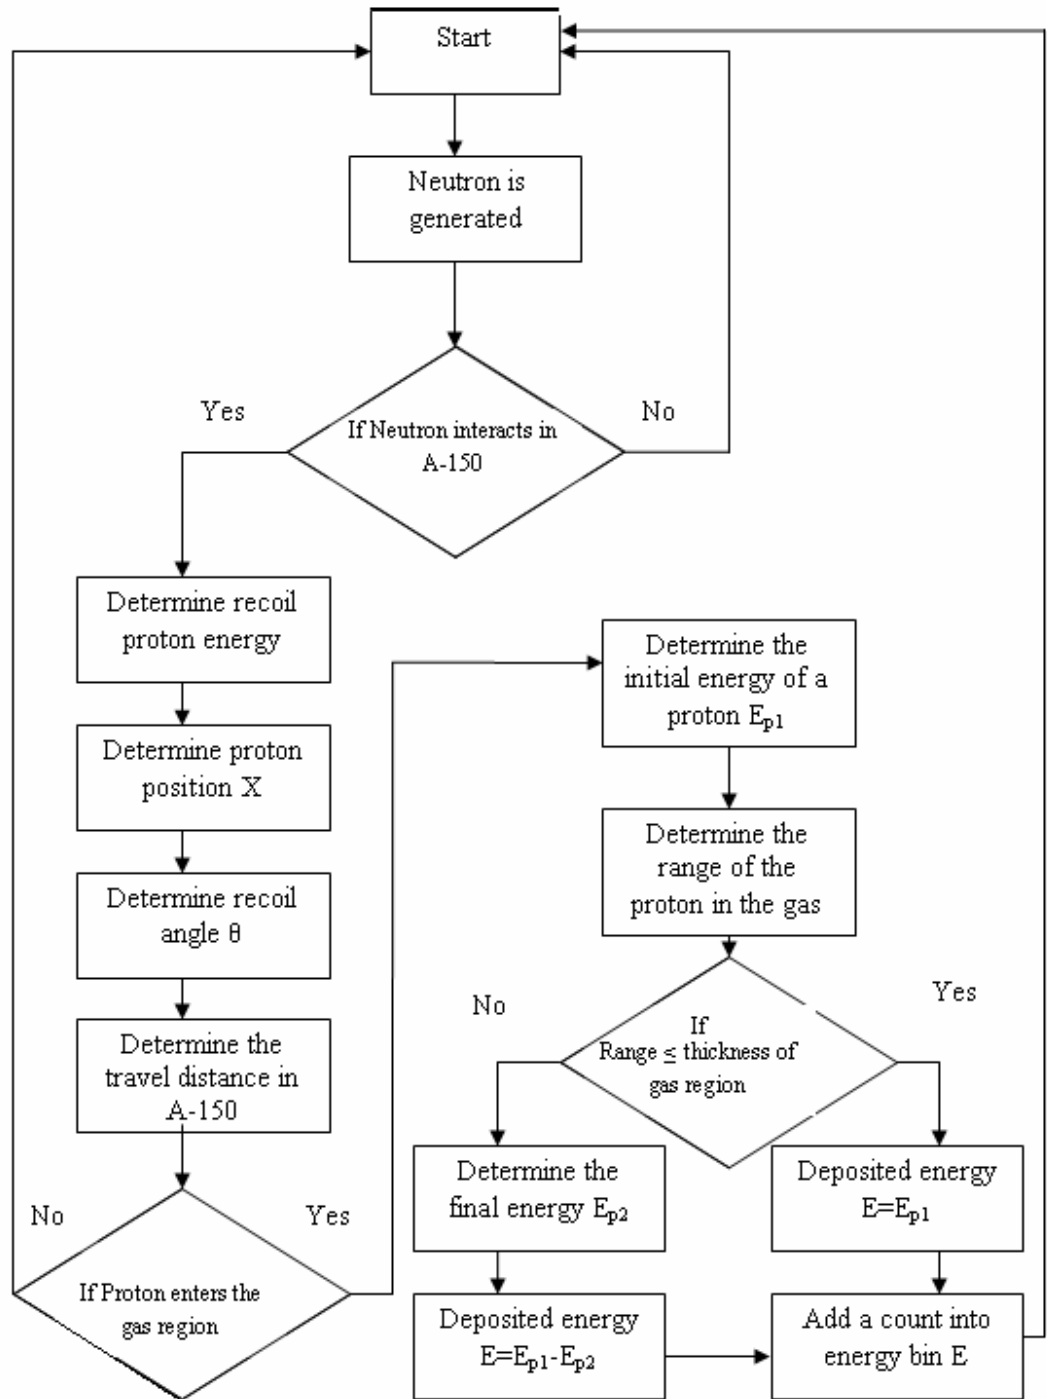 Start
Neutron is
generated
Yes
No
If Neutron interacts in
A-150
Determine recoil
proton energy
Determine proton
position X
Determine recoil
angle θ
Determine the
travel distance in
A-150
No
Yes
If Proton enters the
gas region
Determine the
initial energy of a
proton Ep1
Determine the
range of the
proton in the gas
No
Yes
If
Range ≤ thickness of
gas region
Determine the
final energy Ep2
Deposited energy
E=Ep1-Ep2
Deposited energy
E=Ep1
Add a count into
energy bin E